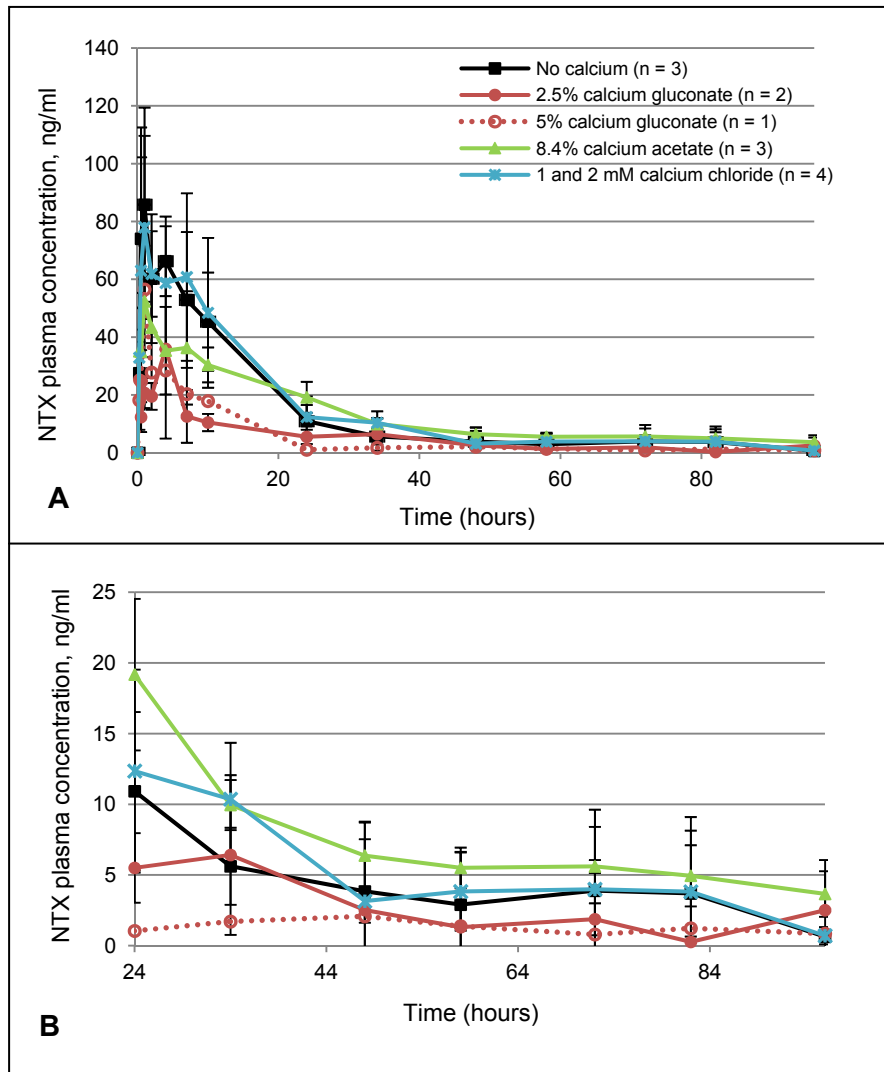 140
120
100
80
60
40
20
0
NTX plasma concentration, ng/ml
No calcium (n = 3)
2.5% calcium gluconate (n = 2)
5% calcium gluconate (n = 1)
8.4% calcium acetate (n = 3)
1 and 2 mM calcium chloride (n = 4)
0 20 40 60 80
Time (hours)
A
25
20
15
10
5
0
NTX plasma concentration, ng/ml
24 44 64 84
Time (hours)
B